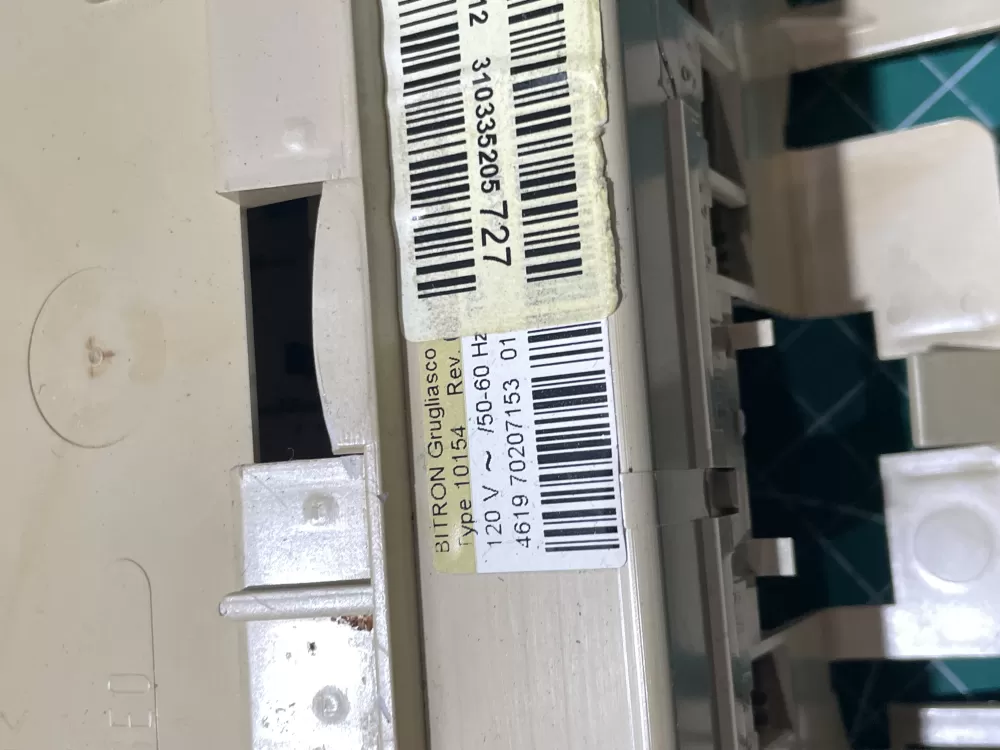 12 310335205 727
BITRON Grugliasco
Type 10154 Rev.
120 V ~ /50-60 Hz
4619 70207153 01